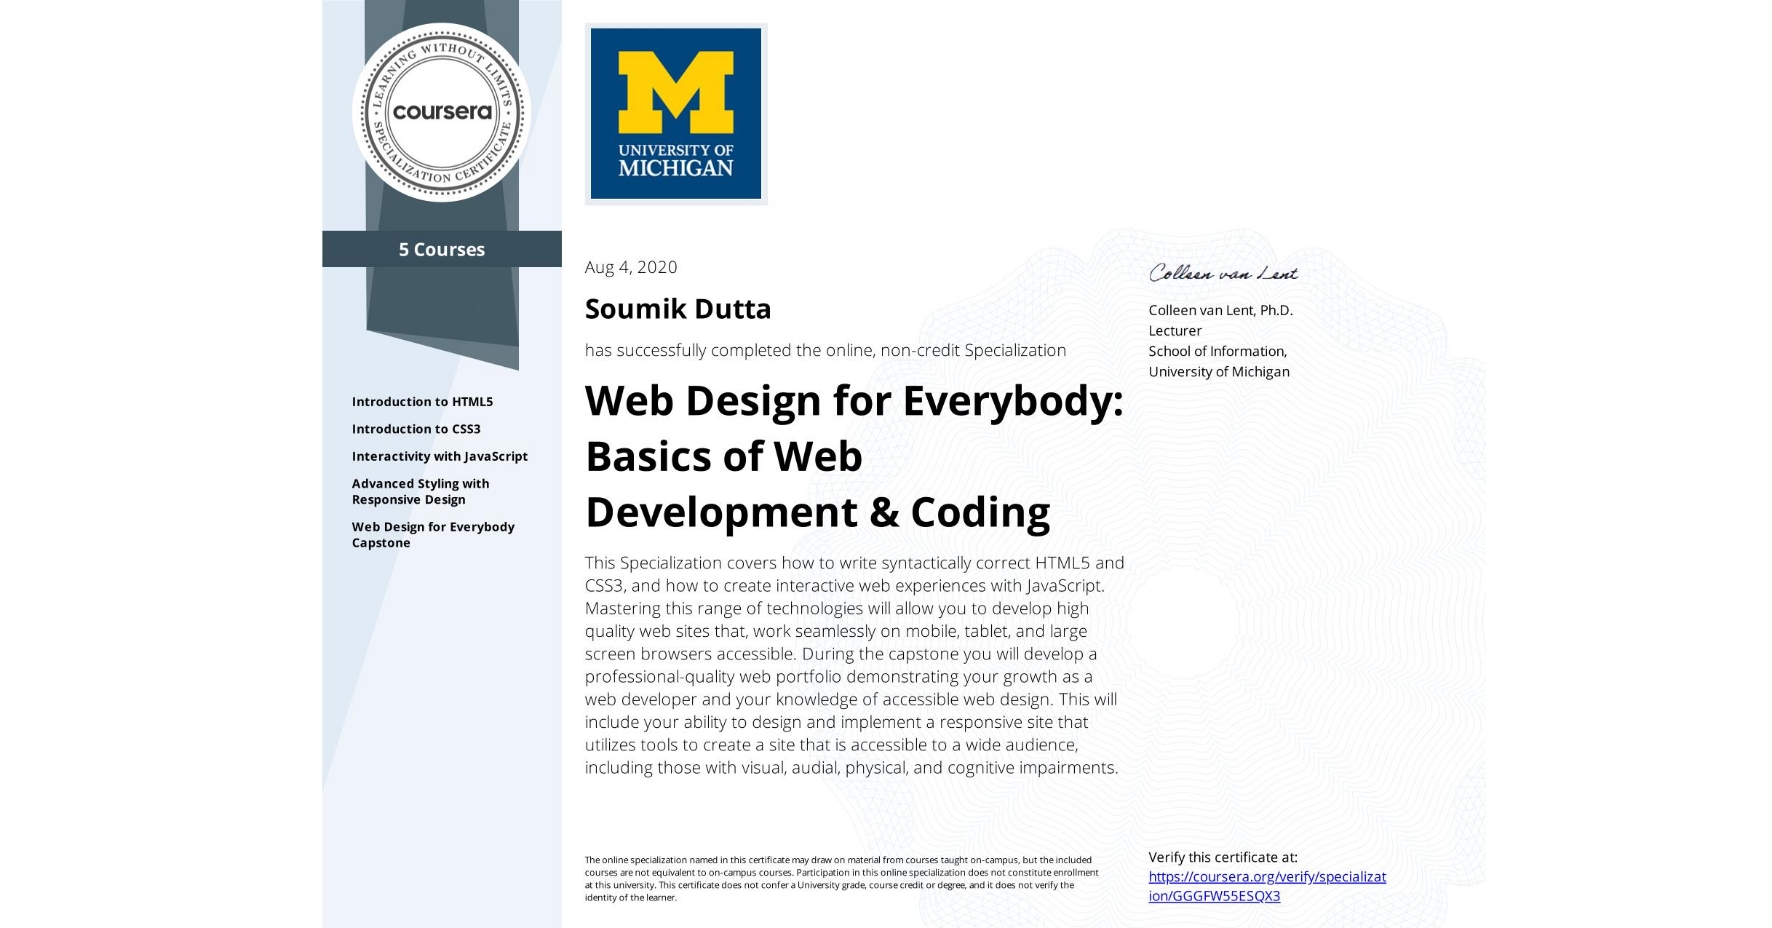 LEARNING WITHOUT LIMITS
coursera
SPECIALIZATION CERTIFICATE
5 Courses
Introduction to HTML5
Introduction to CSS3
Interactivity with JavaScript
Advanced Styling with
Responsive Design
Web Design for Everybody
Capstone
M
UNIVERSITY OF
MICHIGAN
Aug 4, 2020
Soumik Dutta
has successfully completed the online, non-credit Specialization
Web Design for Everybody:
Basics of Web
Development & Coding
This Specialization covers how to write syntactically correct HTML5 and
CSS3, and how to create interactive web experiences with JavaScript.
Mastering this range of technologies will allow you to develop high
quality web sites that, work seamlessly on mobile, tablet, and large
screen browsers accessible. During the capstone you will develop a
professional-quality web portfolio demonstrating your growth as a
web developer and your knowledge of accessible web design. This will
include your ability to design and implement a responsive site that
utilizes tools to create a site that is accessible to a wide audience,
including those with visual, audial, physical, and cognitive impairments.
The online specialization named in this certificate may draw on material from courses taught on-campus, but the included
courses are not equivalent to on-campus courses. Participation in this online specialization does not constitute enrollment
at this university. This certificate does not confer a University grade, course credit or degree, and it does not verify the
identity of the learner.
Colleen van Lent
Colleen van Lent, Ph.D.
Lecturer
School of Information,
University of Michigan
Verify this certificate at:
https://coursera.org/verify/specializat
ion/GGGFW55ESQX3